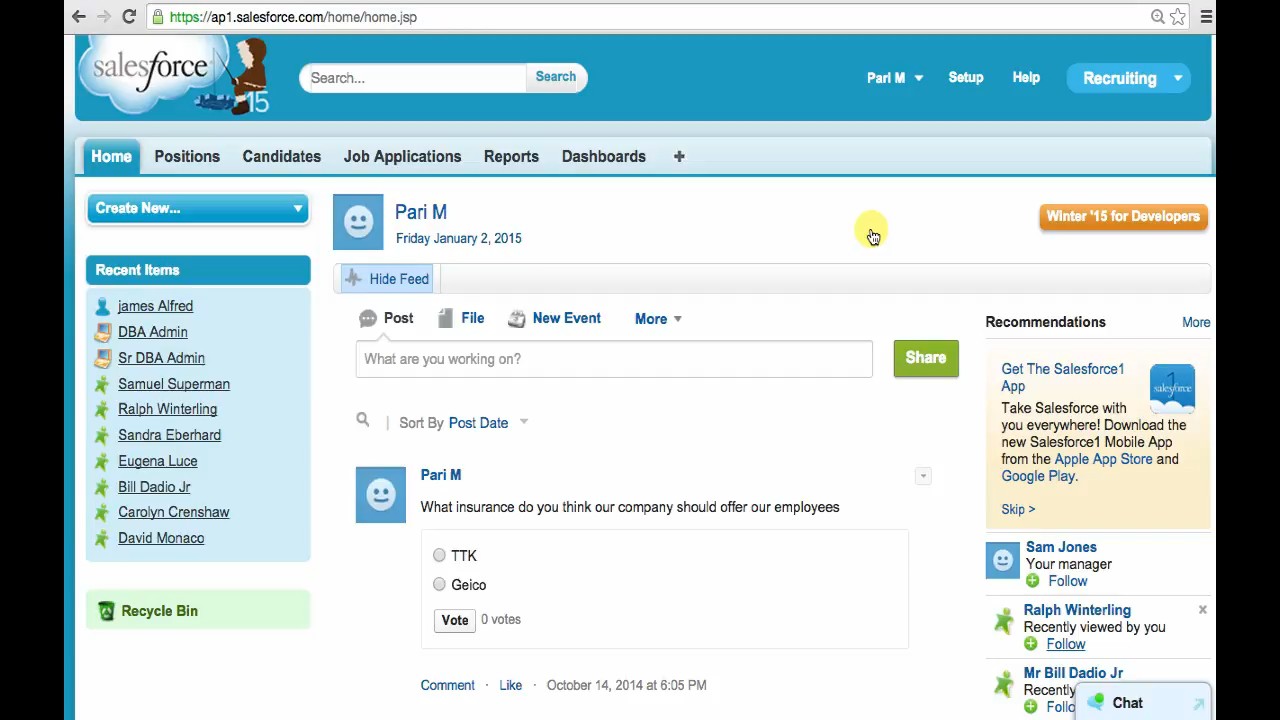 https://ap1.salesforce.com/home/home.jsp
salesforce
15
Search...
Search
Pari M
Setup
Help
Recruiting
Home
Positions
Candidates
Job Applications
Reports
Dashboards
Create New...
Pari M
Friday January 2, 2015
Winter '15 for Developers
Recent Items
james Alfred
DBA Admin
Sr DBA Admin
Samuel Superman
Ralph Winterling
Sandra Eberhard
Eugena Luce
Bill Dadio Jr
Carolyn Crenshaw
David Monaco
Recycle Bin
Hide Feed
Post
File
New Event
More
What are you working on?
Share
Sort By Post Date
Pari M
What insurance do you think our company should offer our employees
TTK
Geico
Vote
0 votes
Comment · Like · October 14, 2014 at 6:05 PM
Recommendations
More
Get The Salesforce1
App
salesforce
1
Take Salesforce with
you everywhere! Download the
new Salesforce1 Mobile App
from the Apple App Store and
Google Play.
Skip >
Sam Jones
Your manager
Follow
Ralph Winterling
Recently viewed by you
Follow
Mr Bill Dadio Jr
Chat